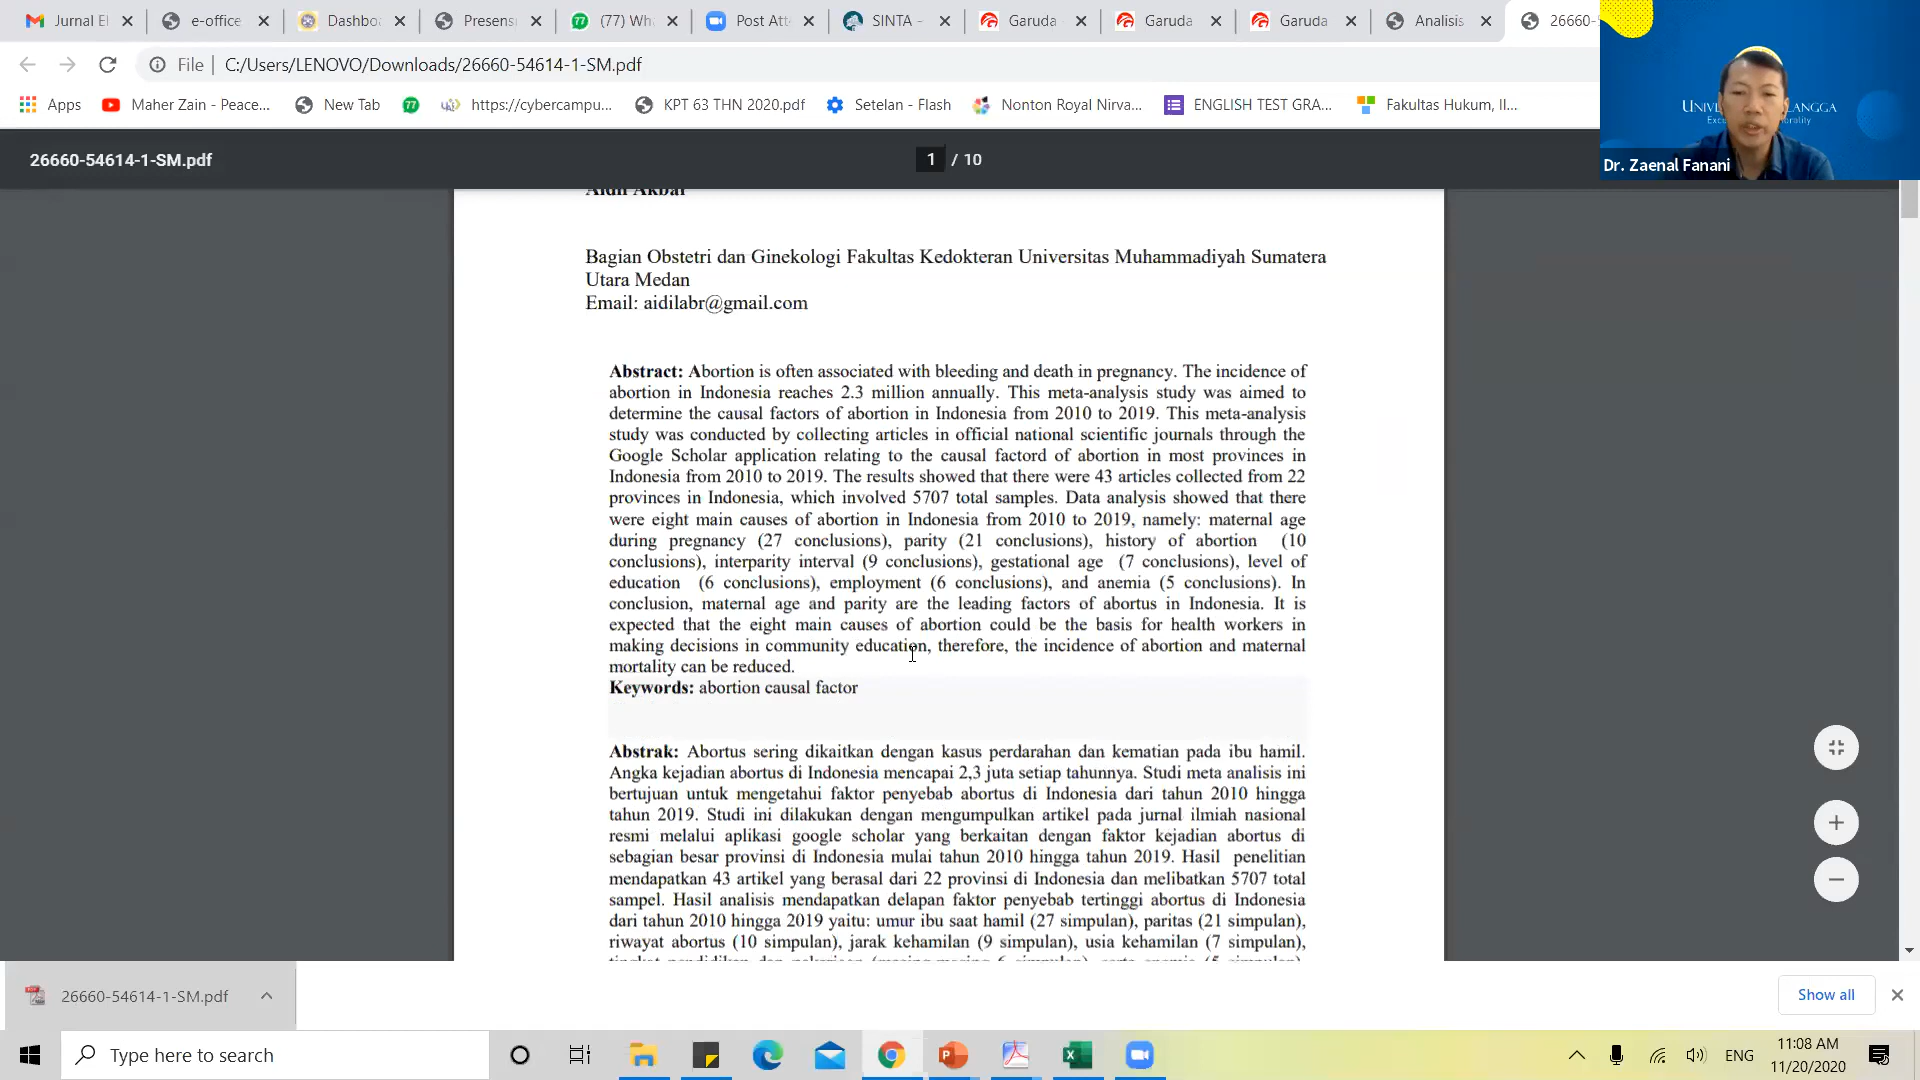 Jurnal El
e-office
Dashbo
Presens
(77) Wh
Post Att
SINTA -
Garuda
Garuda
Garuda
Analisis
26660-
File | C:/Users/LENOVO/Downloads/26660-54614-1-SM.pdf
Apps
Maher Zain - Peace...
New Tab
77
https://cybercampu...
KPT 63 THN 2020.pdf
Setelan - Flash
Nonton Royal Nirva...
ENGLISH TEST GRA...
Fakultas Hukum, Il...
Dr. Zaenal Fanani
26660-54614-1-SM.pdf
1 / 10
Aidil Akbar
Bagian Obstetri dan Ginekologi Fakultas Kedokteran Universitas Muhammadiyah Sumatera
Utara Medan
Email: aidilabr@gmail.com
Abstract: Abortion is often associated with bleeding and death in pregnancy. The incidence of
abortion in Indonesia reaches 2.3 million annually. This meta-analysis study was aimed to
determine the causal factors of abortion in Indonesia from 2010 to 2019. This meta-analysis
study was conducted by collecting articles in official national scientific journals through the
Google Scholar application relating to the causal factord of abortion in most provinces in
Indonesia from 2010 to 2019. The results showed that there were 43 articles collected from 22
provinces in Indonesia, which involved 5707 total samples. Data analysis showed that there
were eight main causes of abortion in Indonesia from 2010 to 2019, namely: maternal age
during pregnancy (27 conclusions), parity (21 conclusions), history of abortion (10
conclusions), interparity interval (9 conclusions), gestational age (7 conclusions), level of
education (6 conclusions), employment (6 conclusions), and anemia (5 conclusions). In
conclusion, maternal age and parity are the leading factors of abortus in Indonesia. It is
expected that the eight main causes of abortion could be the basis for health workers in
making decisions in community education, therefore, the incidence of abortion and maternal
mortality can be reduced.
Keywords: abortion causal factor
Abstrak: Abortus sering dikaitkan dengan kasus perdarahan dan kematian pada ibu hamil.
Angka kejadian abortus di Indonesia mencapai 2,3 juta setiap tahunnya. Studi meta analisis ini
bertujuan untuk mengetahui faktor penyebab abortus di Indonesia dari tahun 2010 hingga
tahun 2019. Studi ini dilakukan dengan mengumpulkan artikel pada jurnal ilmiah nasional
resmi melalui aplikasi google scholar yang berkaitan dengan faktor kejadian abortus di
sebagian besar provinsi di Indonesia mulai tahun 2010 hingga tahun 2019. Hasil penelitian
mendapatkan 43 artikel yang berasal dari 22 provinsi di Indonesia dan melibatkan 5707 total
sampel. Hasil analisis mendapatkan delapan faktor penyebab tertinggi abortus di Indonesia
dari tahun 2010 hingga 2019 yaitu: umur ibu saat hamil (27 simpulan), paritas (21 simpulan),
riwayat abortus (10 simpulan), jarak kehamilan (9 simpulan), usia kehamilan (7 simpulan),
26660-54614-1-SM.pdf
Show all
Type here to search
ENG
11:08 AM
11/20/2020